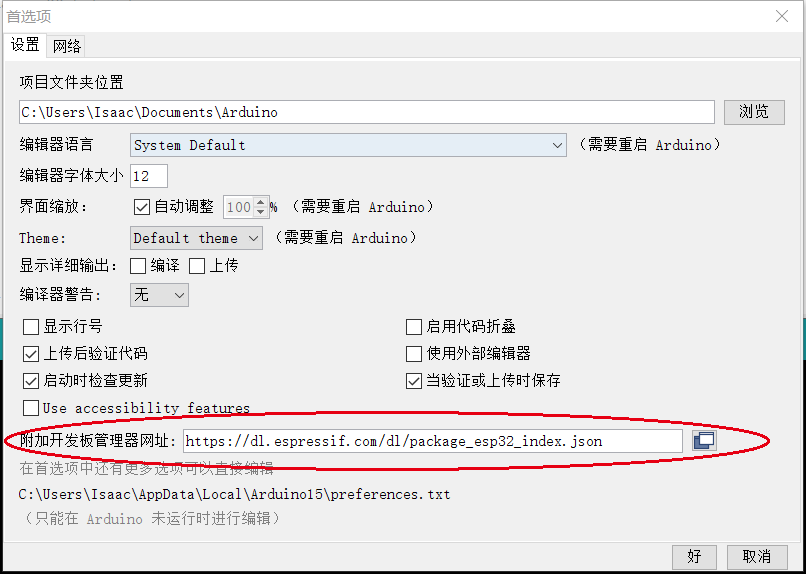 首选项
设置 网络
项目文件夹位置
C:\Users\Isaac\Documents\Arduino 浏览
编辑器语言 System Default （需要重启 Arduino）
编辑器字体大小 12
界面缩放： 自动调整 100 % （需要重启 Arduino）
Theme: Default theme （需要重启 Arduino）
显示详细输出： 编译 上传
编译器警告: 无
显示行号 启用代码折叠
上传后验证代码 使用外部编辑器
启动时检查更新 当验证或上传时保存
Use accessibility features
附加开发板管理器网址: https://dl.espressif.com/dl/package_esp32_index.json
在首选项中还有更多选项可以直接编辑
C:\Users\Isaac\AppData\Local\Arduino15\preferences.txt
（只能在 Arduino 未运行时进行编辑）
好 取消